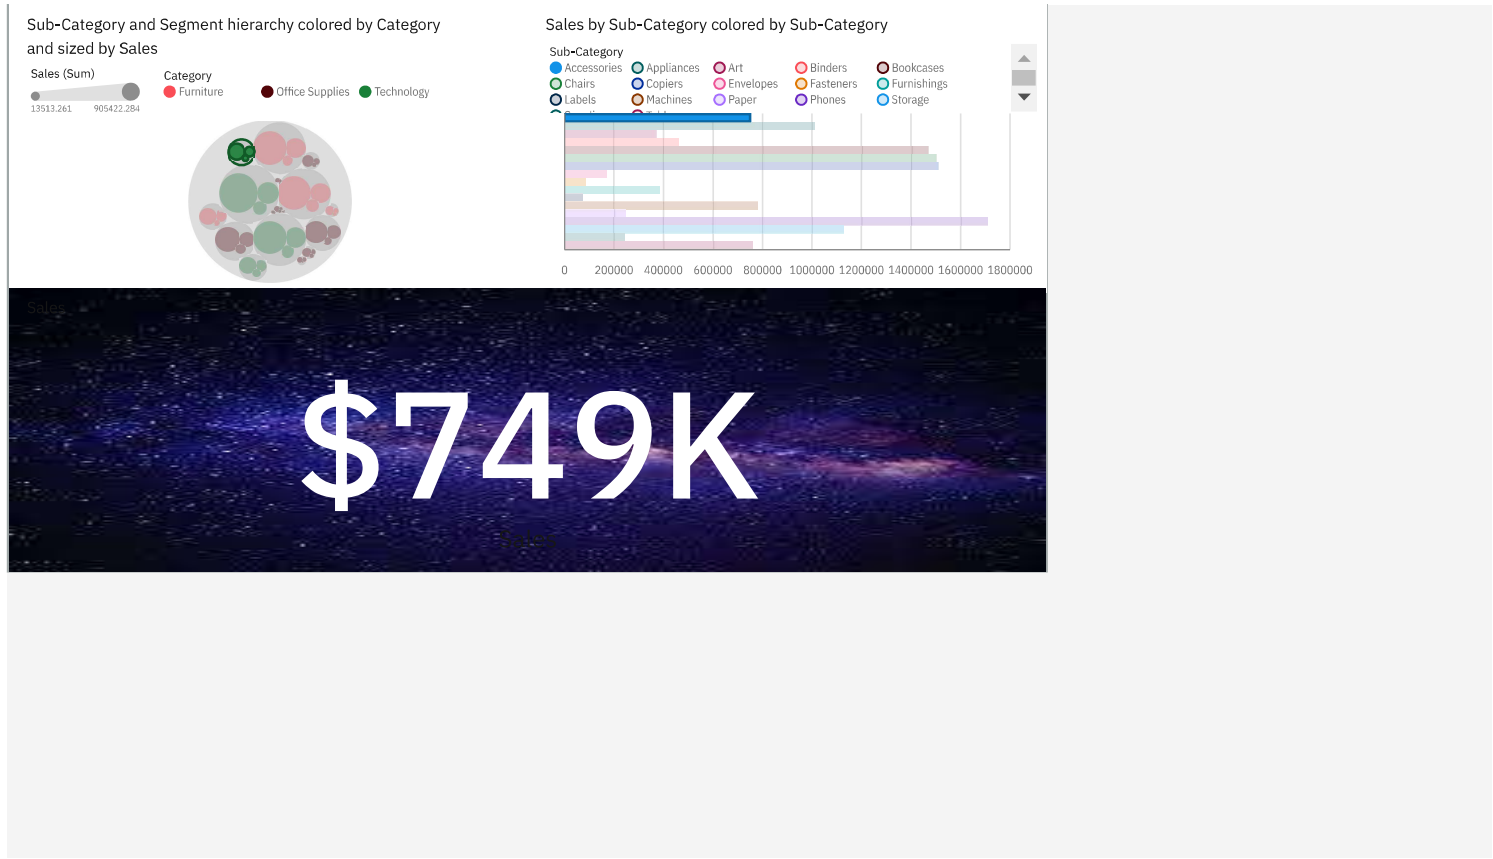 Sub-Category and Segment hierarchy colored by Category
and sized by Sales
Sales (Sum)
13513.261 905422.284
Category
Furniture Office Supplies Technology
Sales by Sub-Category colored by Sub-Category
Sub-Category
Accessories Appliances Art Binders Bookcases
Chairs Copiers Envelopes Fasteners Furnishings
Labels Machines Paper Phones Storage
0 200000 400000 600000 800000 1000000 1200000 1400000 1600000 1800000
Sales
$749K
Sales